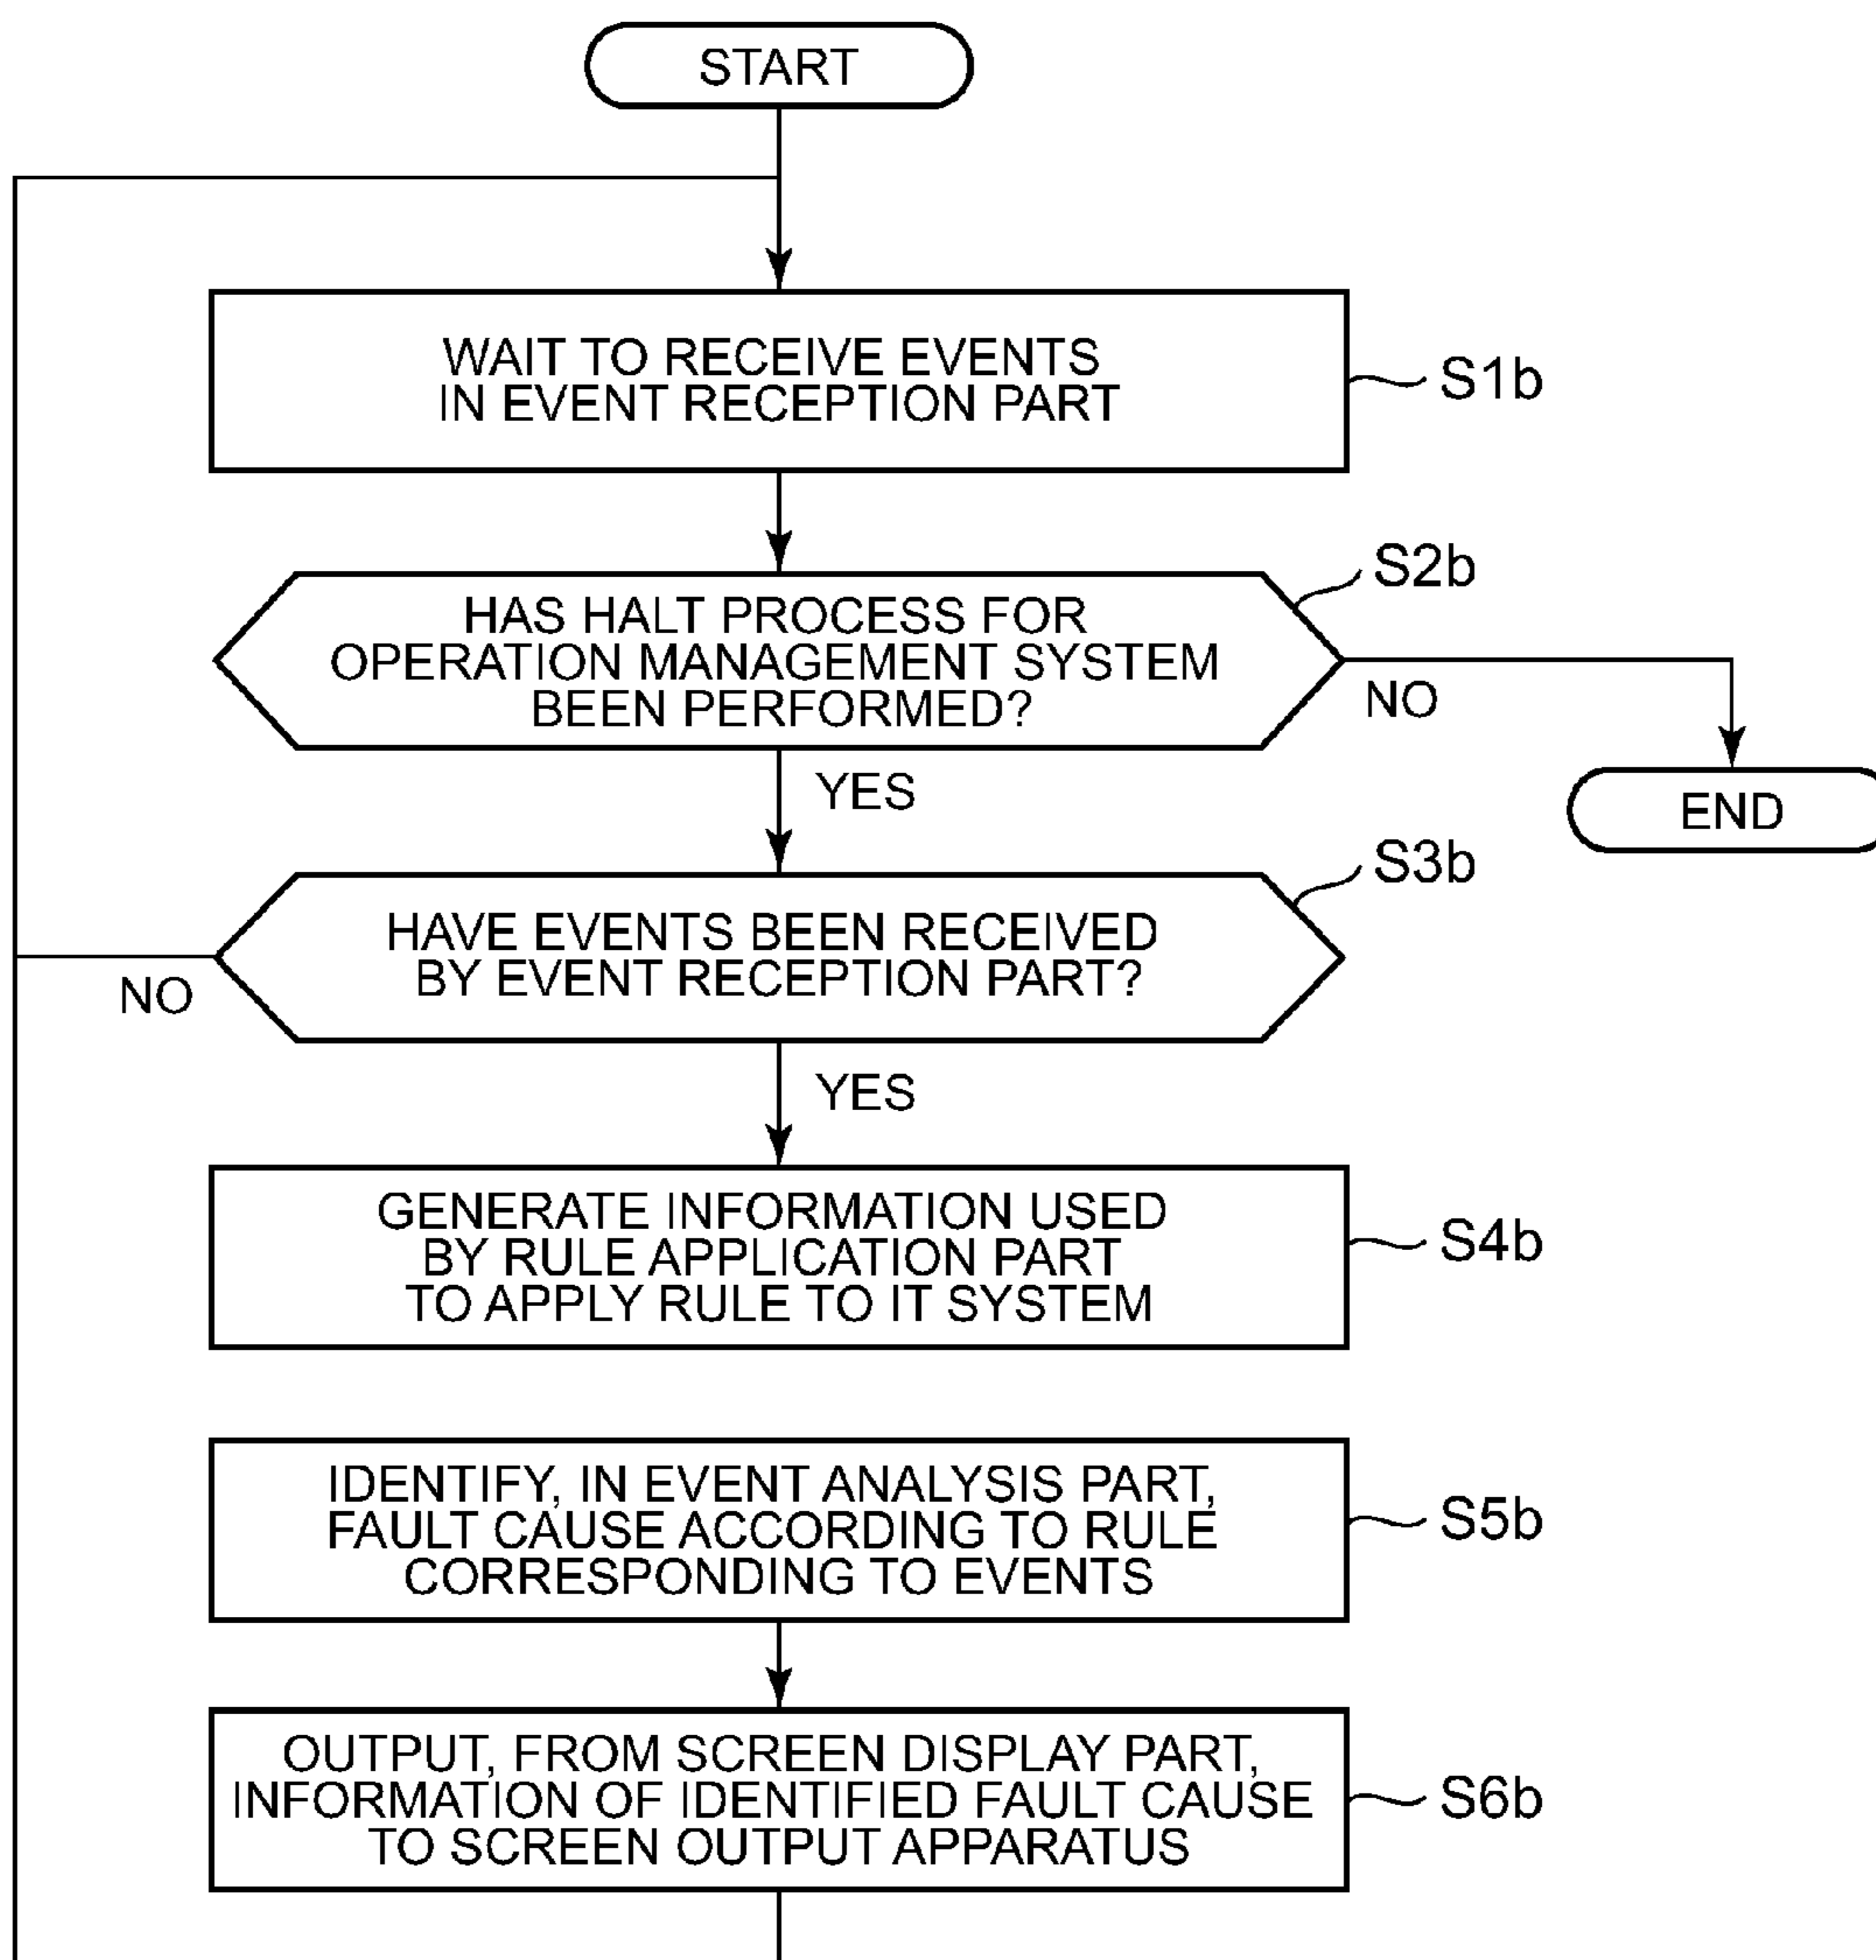 START
WAIT TO RECEIVE EVENTS
IN EVENT RECEPTION PART
S1b
S2b
HAS HALT PROCESS FOR
OPERATION MANAGEMENT SYSTEM
BEEN PERFORMED?
NO
YES
END
S3b
HAVE EVENTS BEEN RECEIVED
BY EVENT RECEPTION PART?
NO
YES
GENERATE INFORMATION USED
BY RULE APPLICATION PART
TO APPLY RULE TO IT SYSTEM
S4b
IDENTIFY, IN EVENT ANALYSIS PART,
FAULT CAUSE ACCORDING TO RULE
CORRESPONDING TO EVENTS
S5b
OUTPUT, FROM SCREEN DISPLAY PART,
INFORMATION OF IDENTIFIED FAULT CAUSE
TO SCREEN OUTPUT APPARATUS
S6b